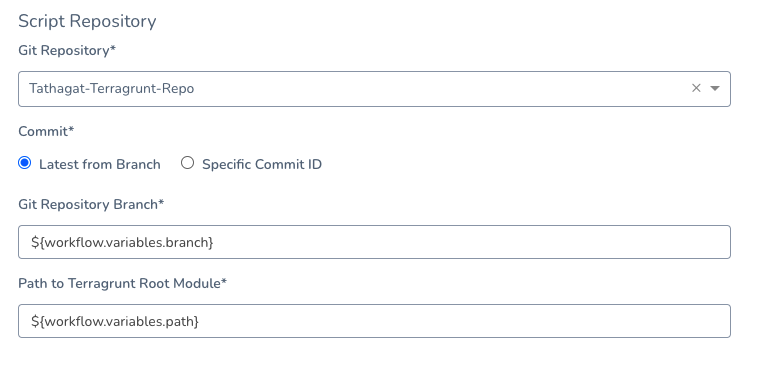 Script Repository
Git Repository*
Tathagat-Terragrunt-Repo
Commit*
Latest from Branch Specific Commit ID
Git Repository Branch*
${workflow.variables.branch}
Path to Terragrunt Root Module*
${workflow.variables.path}